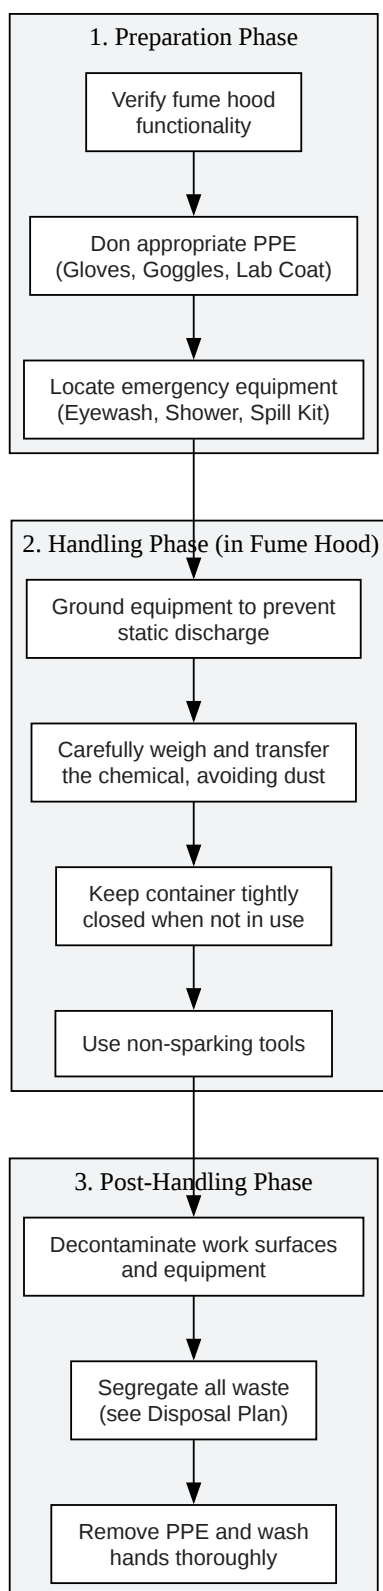 1. Preparation Phase
Verify fume hood
functionality
Don appropriate PPE
(Gloves, Goggles, Lab Coat)
Locate emergency equipment
(Eyewash, Shower, Spill Kit)
2. Handling Phase (in Fume Hood)
Ground equipment to prevent
static discharge
Carefully weigh and transfer
the chemical, avoiding dust
Keep container tightly
closed when not in use
Use non-sparking tools
3. Post-Handling Phase
Decontaminate work surfaces
and equipment
Segregate all waste
(see Disposal Plan)
Remove PPE and wash
hands thoroughly